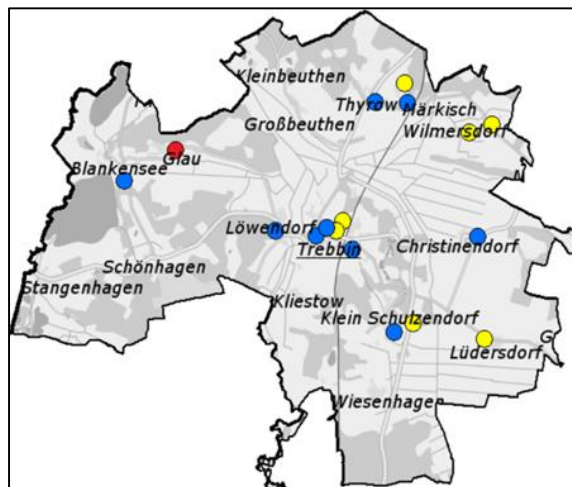 Kleinbeuthen
Thyrow
Märkisch
Wilmersdorf
Großbeuthen
Glau
Blankensee
Löwendorf
Trebbin
Christinendorf
Schönhagen
Stangenhagen
Kliestow
Klein Schulzendorf
G
Lüdersdorf
Wiesenhagen